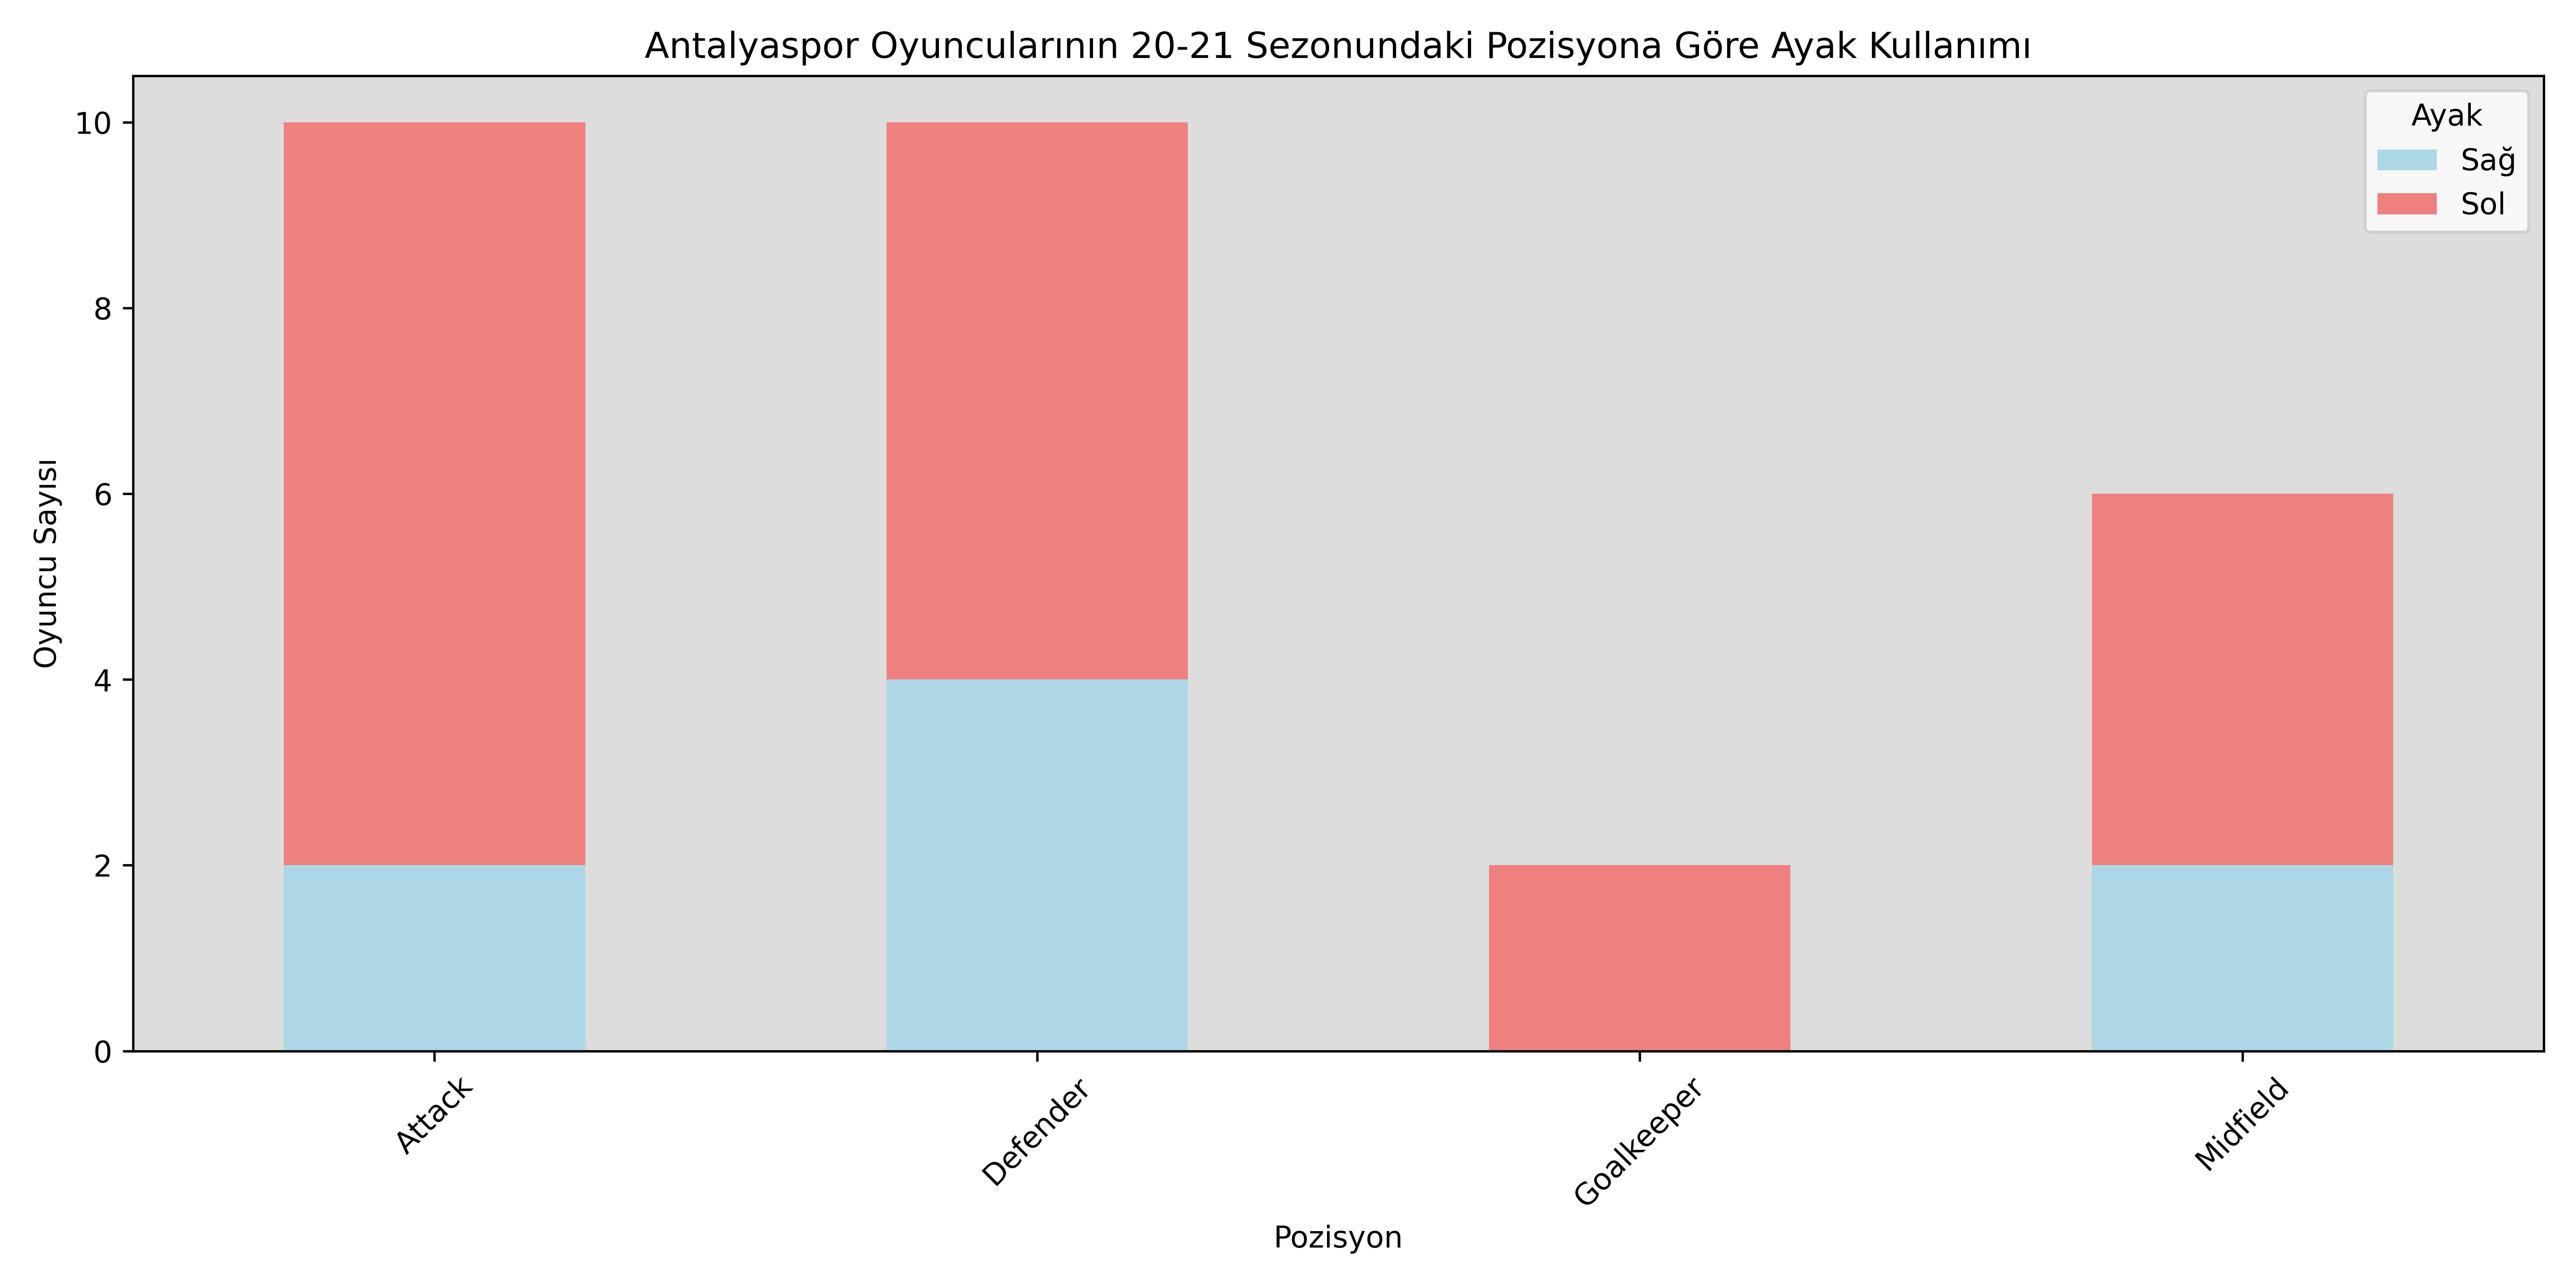 Antalyaspor Oyuncularının 20-21 Sezonundaki Pozisyona Göre Ayak Kullanımı
Ayak
Sağ
Sol
Oyuncu Sayısı
10
8
6
4
2
0
Attack
Defender
Goalkeeper
Midfield
Pozisyon